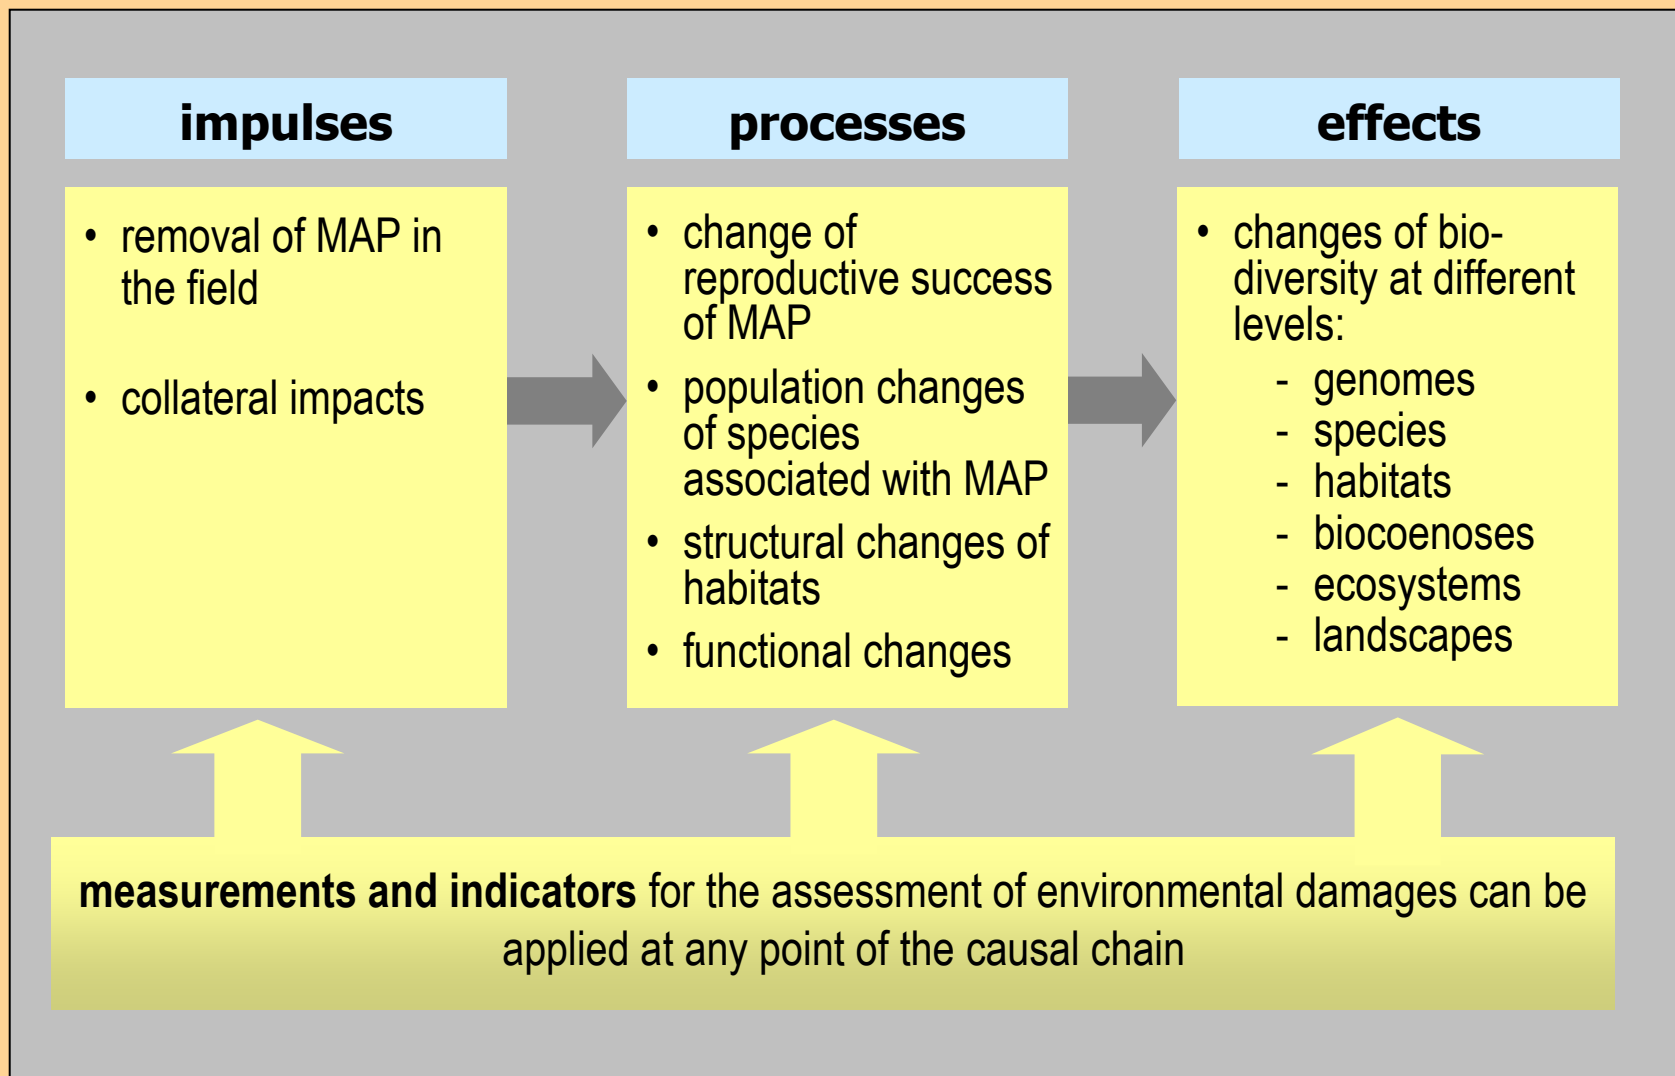 impulses
• removal of MAP in
the field
• collateral impacts
processes
• change of
reproductive success
of MAP
• population changes
of species
associated with MAP
• structural changes of
habitats
• functional changes
effects
• changes of bio-
diversity at different
levels:
- genomes
- species
- habitats
- biocoenoses
- ecosystems
- landscapes
measurements and indicators for the assessment of environmental damages can be
applied at any point of the causal chain